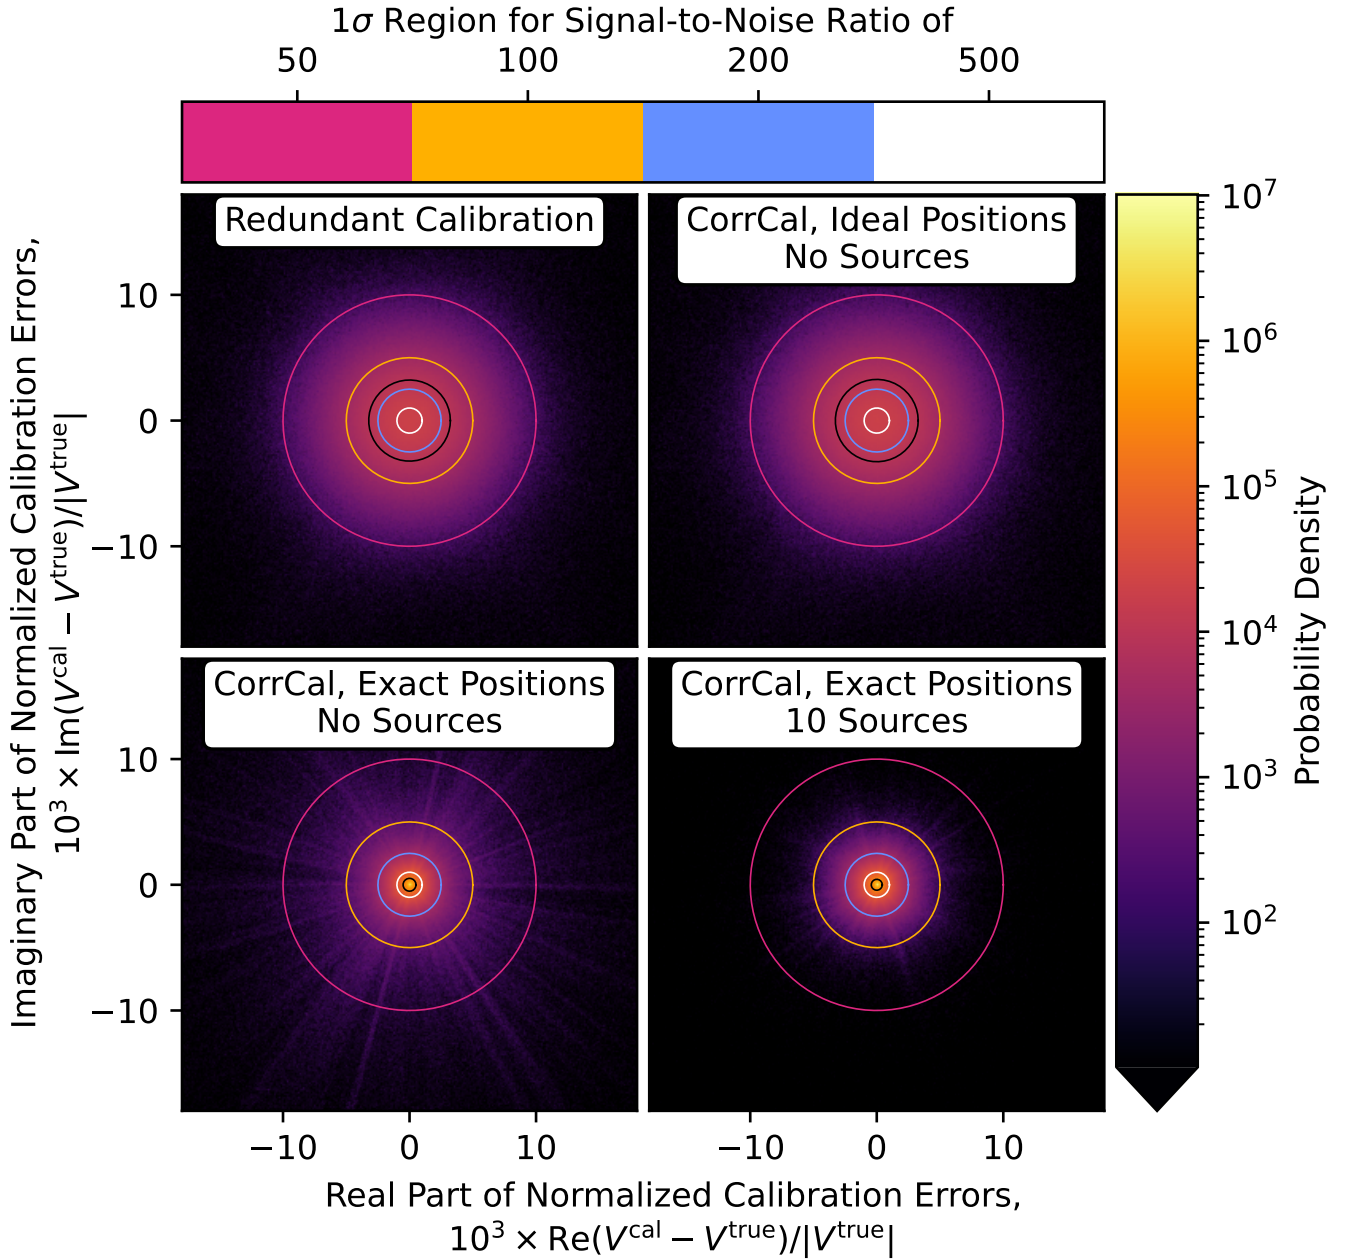 1σ Region for Signal-to-Noise Ratio of
50 100 200 500
Redundant Calibration
CorrCal, Ideal Positions
No Sources
CorrCal, Exact Positions
No Sources
CorrCal, Exact Positions
10 Sources
Imaginary Part of Normalized Calibration Errors,
10³ × Im(V^cal − V^true)/|V^true|
10
0
−10
10
0
−10
−10 0 10
−10 0 10
Real Part of Normalized Calibration Errors,
10³ × Re(V^cal − V^true)/|V^true|
10⁷
10⁶
10⁵
10⁴
10³
10²
Probability Density